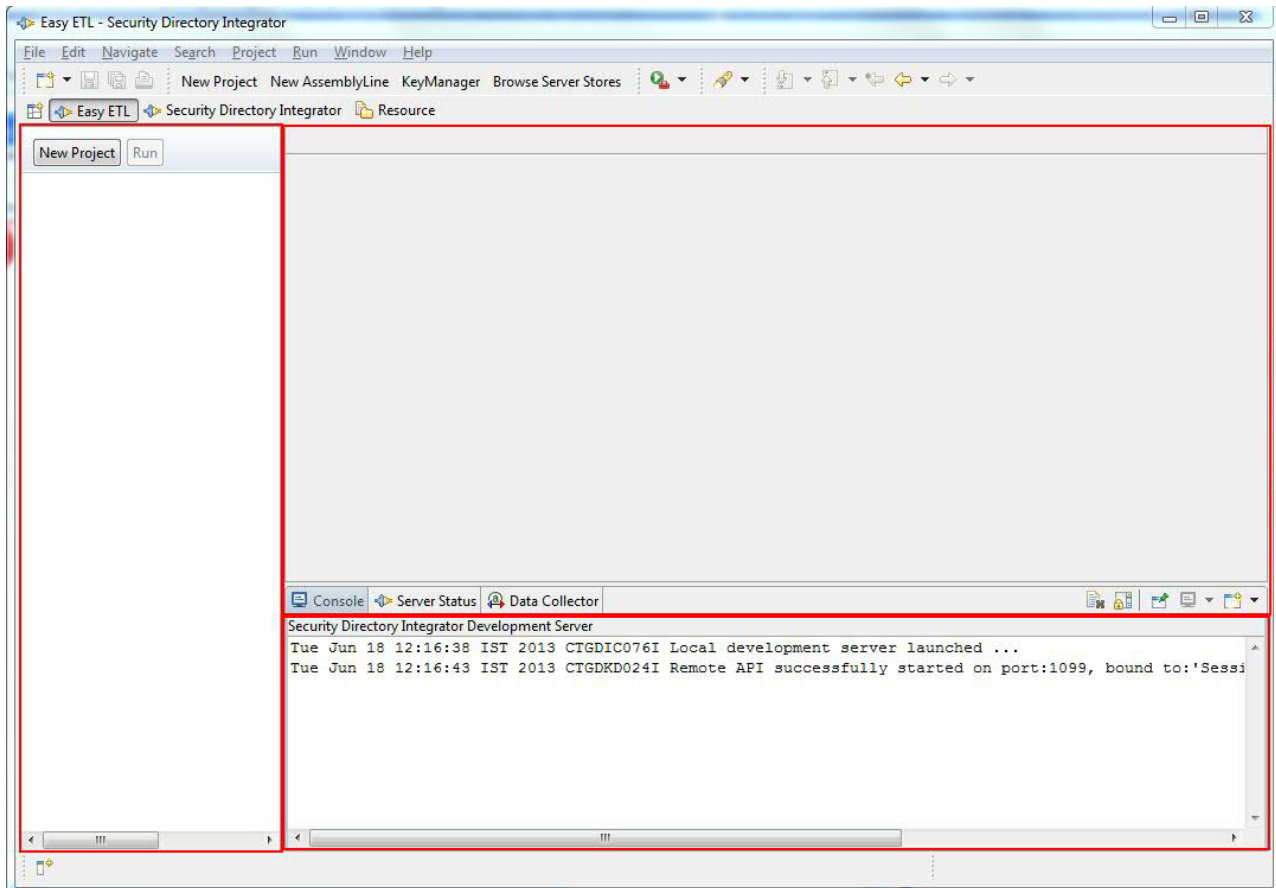 Easy ETL - Security Directory Integrator
File Edit Navigate Search Project Run Window Help
New Project New AssemblyLine KeyManager Browse Server Stores
Easy ETL Security Directory Integrator Resource
New Project Run
Console Server Status Data Collector
Security Directory Integrator Development Server
Tue Jun 18 12:16:38 IST 2013 CTGDIC076I Local development server launched ...
Tue Jun 18 12:16:43 IST 2013 CTGDKD024I Remote API successfully started on port:1099, bound to:'Sessi